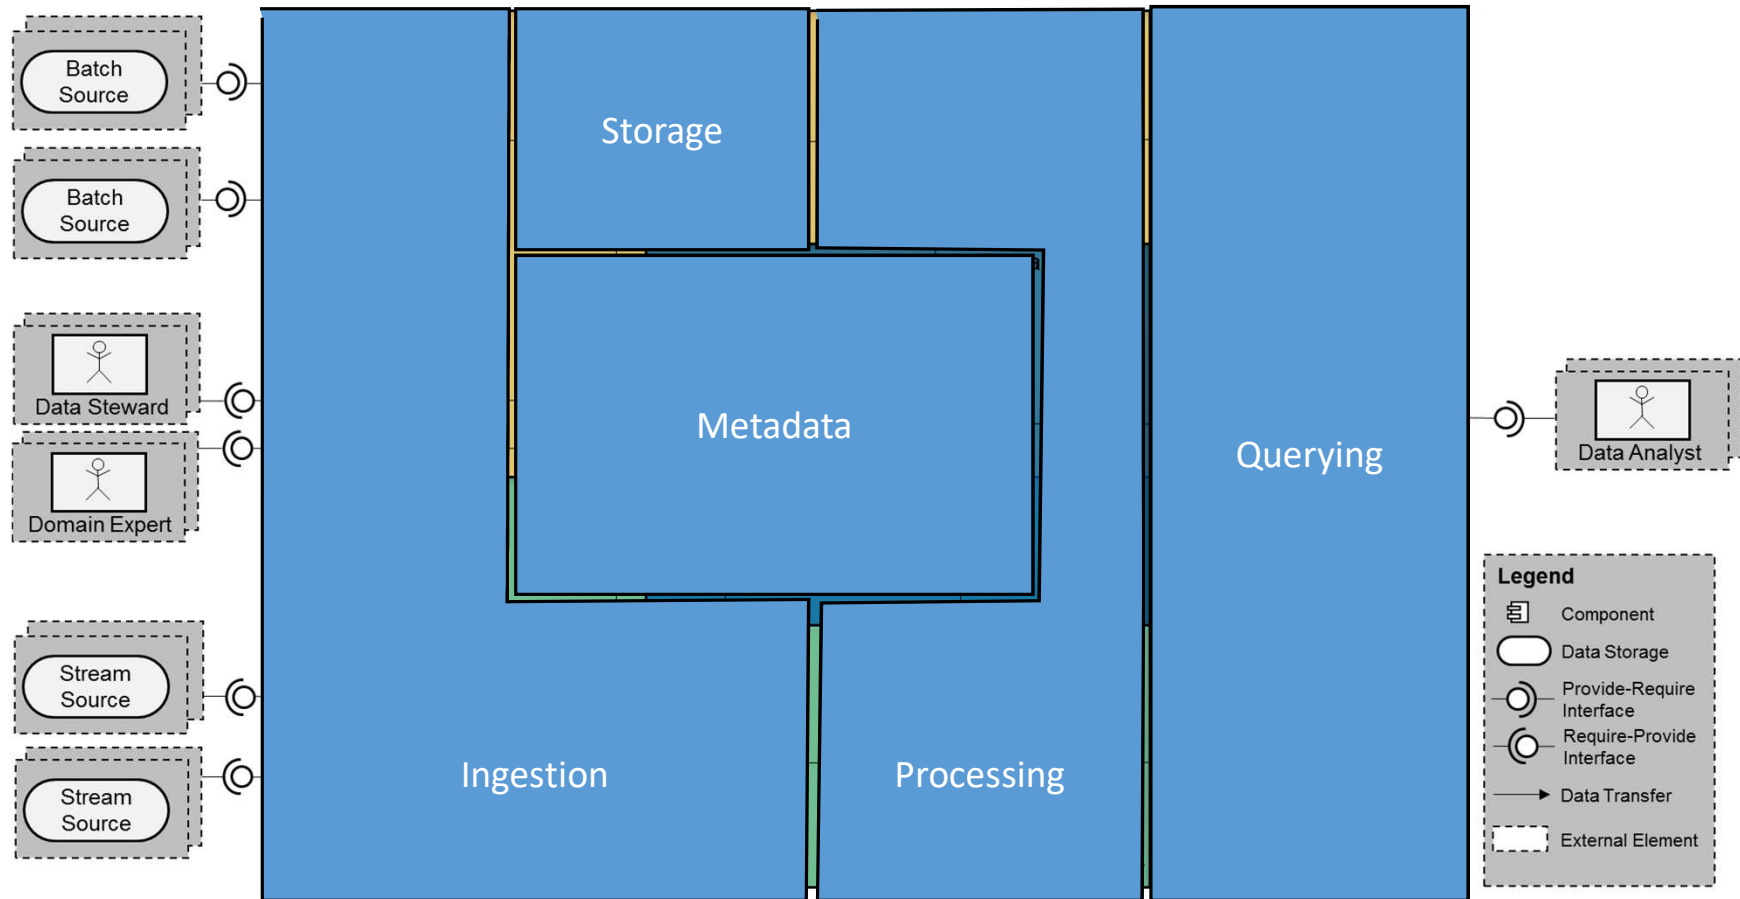 Batch
Source
Batch
Source
Data Steward
Domain Expert
Stream
Source
Stream
Source
Storage
Metadata
Ingestion
Processing
Querying
Data Analyst
Legend
Component
Data Storage
Provide-Require
Interface
Require-Provide
Interface
Data Transfer
External Element